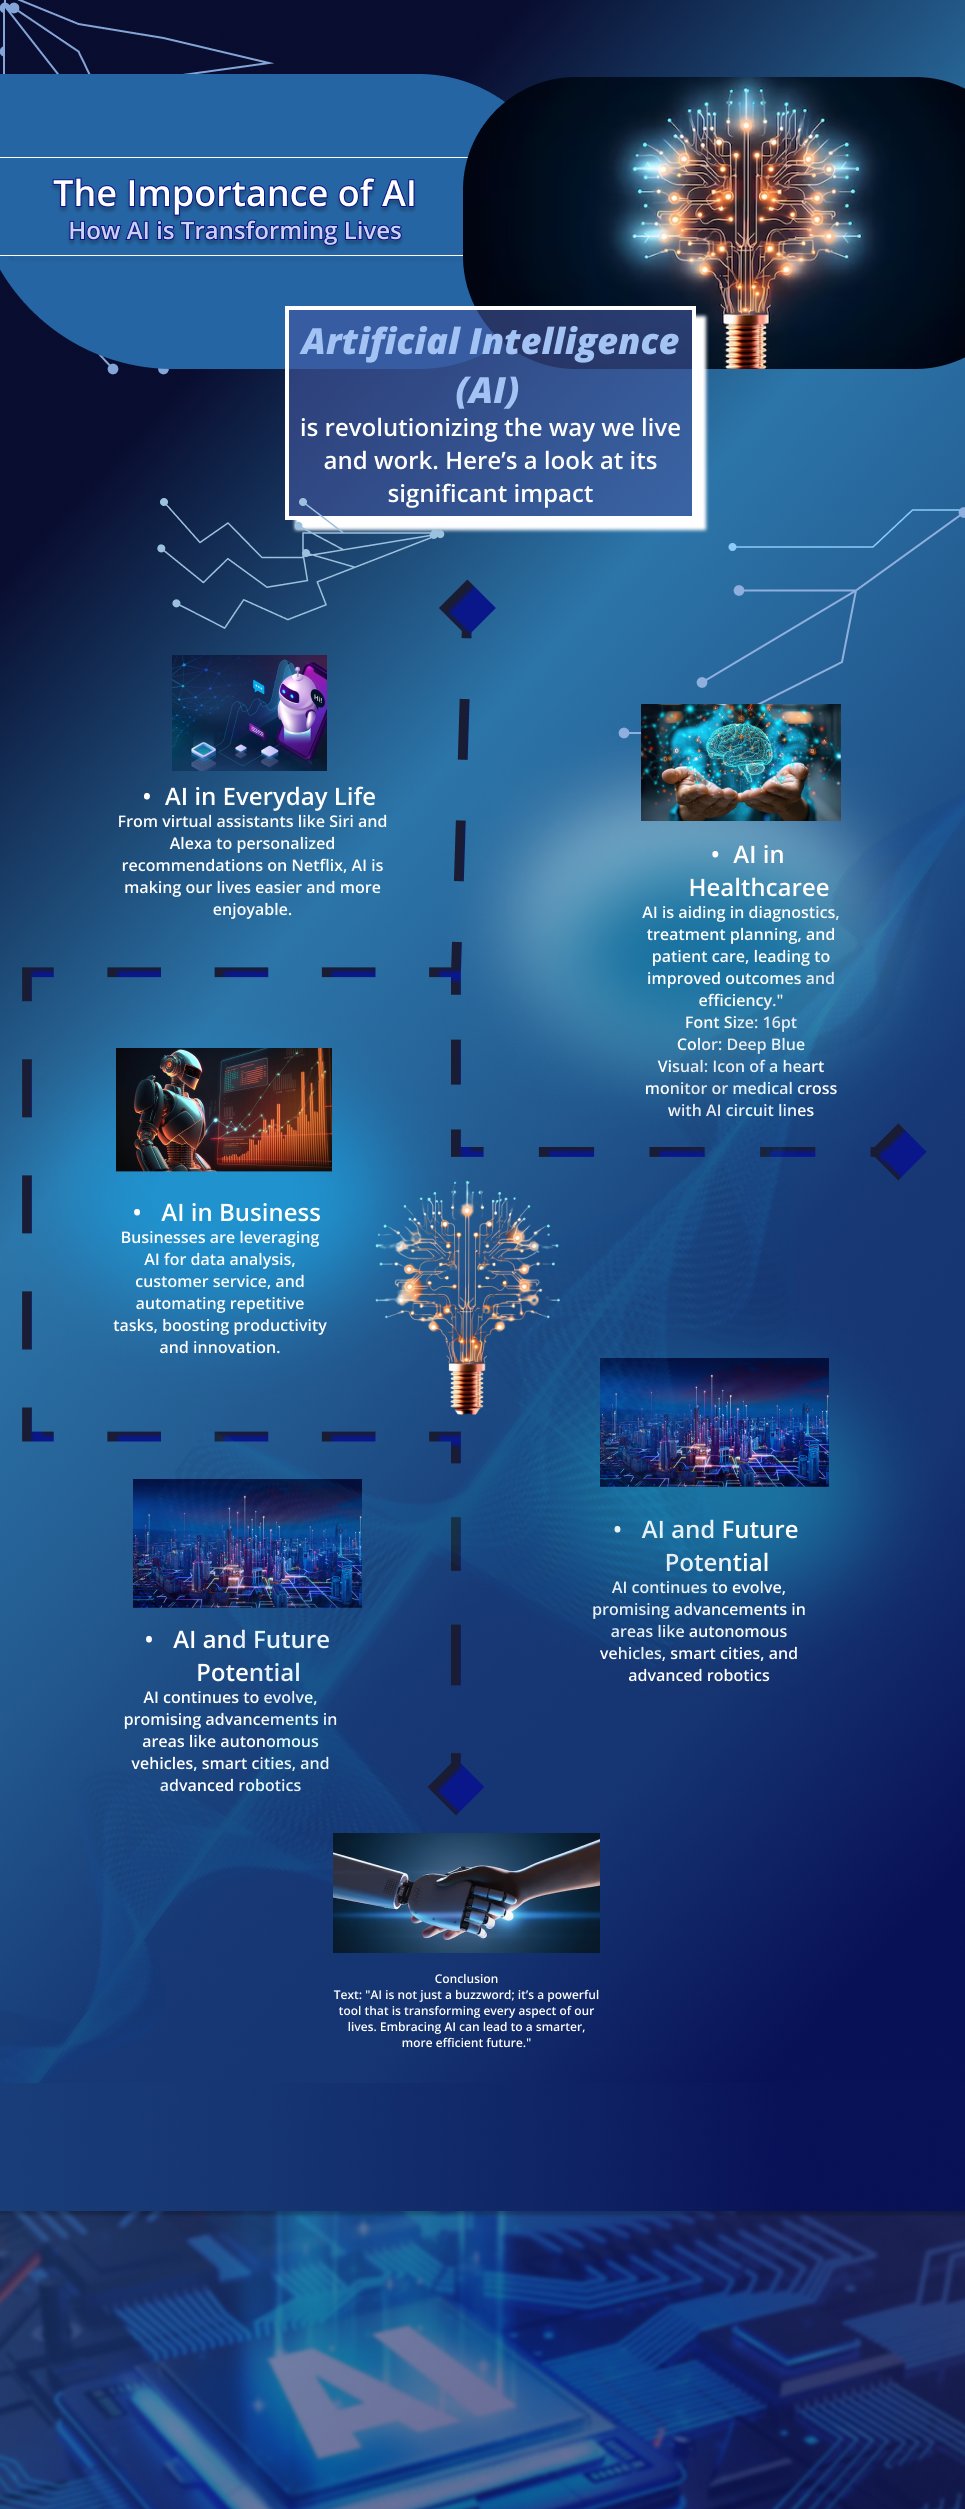 The Importance of AI
How AI is Transforming Lives
Artificial Intelligence
(AI)
is revolutionizing the way we live
and work. Here’s a look at its
significant impact
Hi!
• AI in Everyday Life
From virtual assistants like Siri and
Alexa to personalized
recommendations on Netflix, AI is
making our lives easier and more
enjoyable.
• AI in
Healthcaree
AI is aiding in diagnostics,
treatment planning, and
patient care, leading to
improved outcomes and
efficiency."
Font Size: 16pt
Color: Deep Blue
Visual: Icon of a heart
monitor or medical cross
with AI circuit lines
• AI in Business
Businesses are leveraging
AI for data analysis,
customer service, and
automating repetitive
tasks, boosting productivity
and innovation.
• AI and Future
Potential
AI continues to evolve,
promising advancements in
areas like autonomous
vehicles, smart cities, and
advanced robotics
• AI and Future
Potential
AI continues to evolve,
promising advancements in
areas like autonomous
vehicles, smart cities, and
advanced robotics
Conclusion
Text: "AI is not just a buzzword; it’s a powerful
tool that is transforming every aspect of our
lives. Embracing AI can lead to a smarter,
more efficient future."
AI